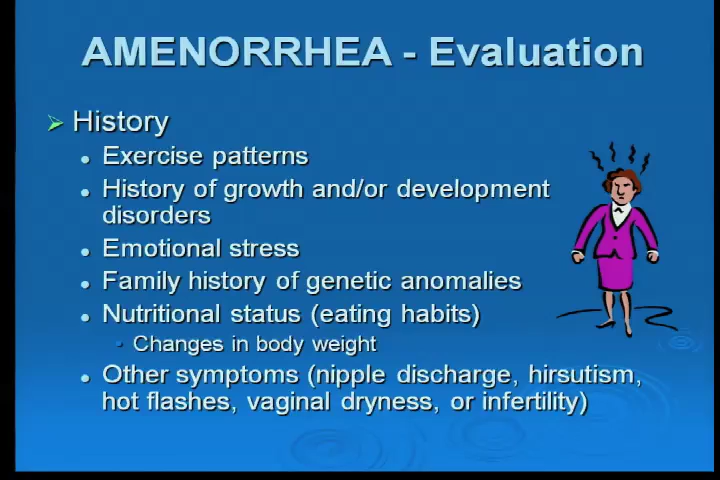 AMENORRHEA - Evaluation
History
Exercise patterns
History of growth and/or development
disorders
Emotional stress
Family history of genetic anomalies
Nutritional status (eating habits)
Changes in body weight
Other symptoms (nipple discharge, hirsutism,
hot flashes, vaginal dryness, or infertility)